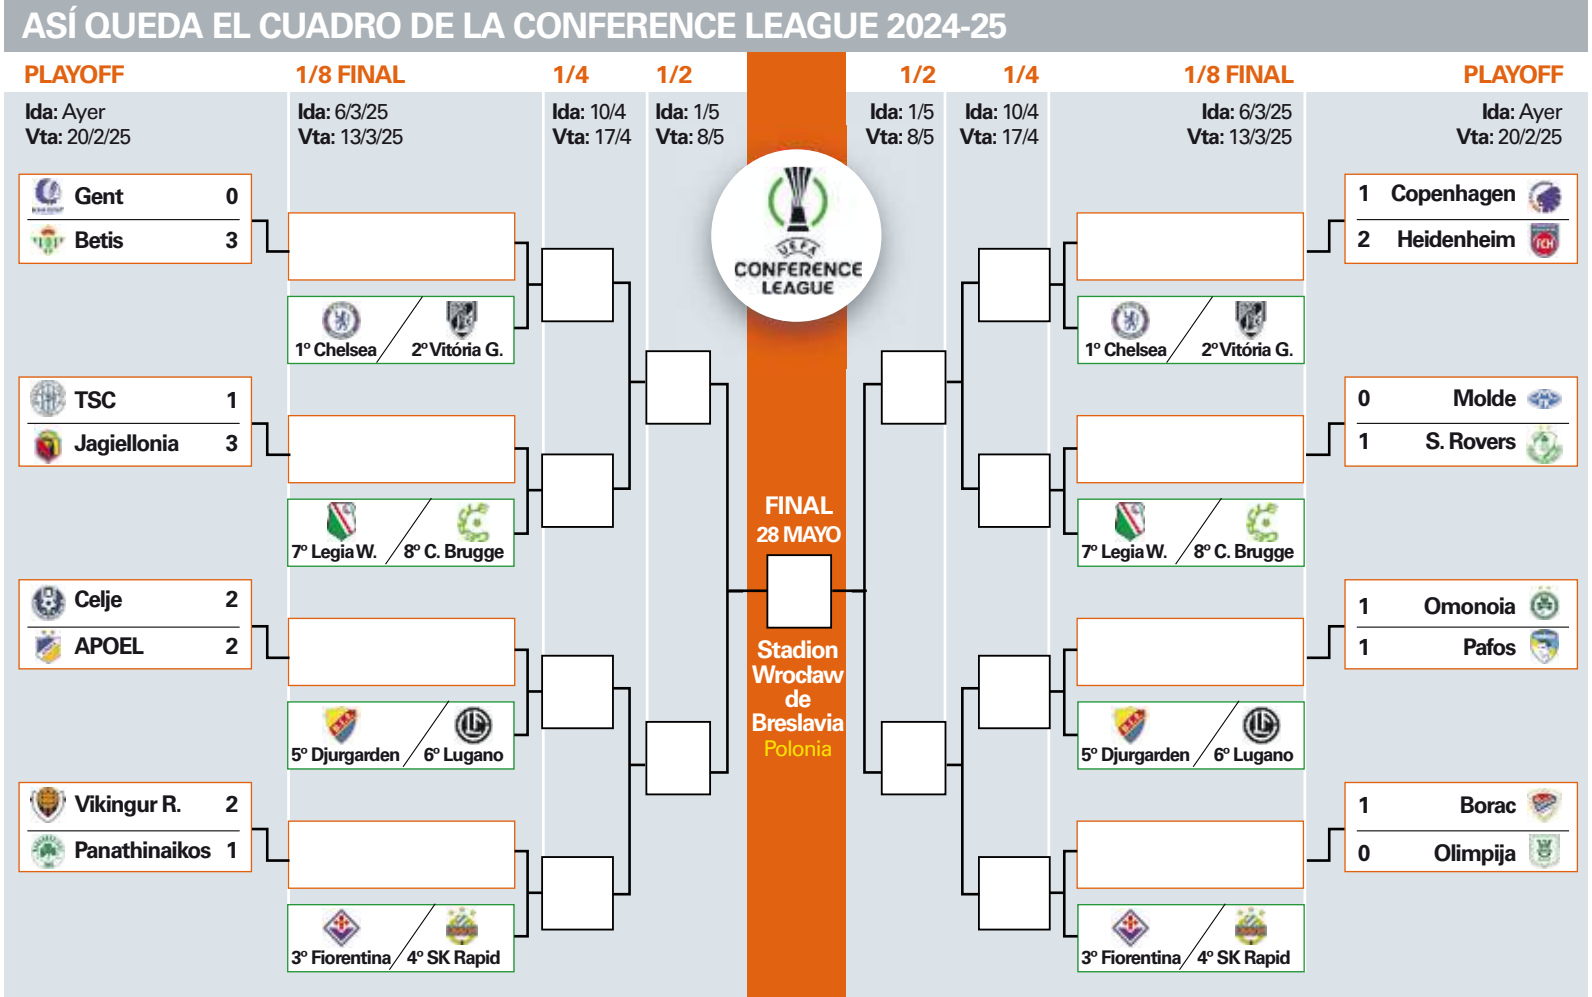 ASÍ QUEDA EL CUADRO DE LA CONFERENCE LEAGUE 2024-25
PLAYOFF
Ida: Ayer
Vta: 20/2/25
1/8 FINAL
Ida: 6/3/25
Vta: 13/3/25
1/4
Ida: 10/4
Vta: 17/4
1/2
Ida: 1/5
Vta: 8/5
1/2
Ida: 1/5
Vta: 8/5
1/4
Ida: 10/4
Vta: 17/4
1/8 FINAL
Ida: 6/3/25
Vta: 13/3/25
PLAYOFF
Ida: Ayer
Vta: 20/2/25
Gent 0
Betis 3
TSC 1
Jagiellonia 3
Celje 2
APOEL 2
Vikingur R. 2
Panathinaikos 1
1º Chelsea 2º Vitória G.
7º Legia W. 8º C. Brugge
5º Djurgarden 6º Lugano
3º Fiorentina 4º SK Rapid
UEFA
CONFERENCE
LEAGUE
FINAL
28 MAYO
Stadion
Wrocław
de
Breslavia
Polonia
1º Chelsea 2º Vitória G.
7º Legia W. 8º C. Brugge
5º Djurgarden 6º Lugano
3º Fiorentina 4º SK Rapid
1 Copenhagen
2 Heidenheim
FCH
0 Molde
1 S. Rovers
1 Omonoia
1 Pafos
1 Borac
0 Olimpija